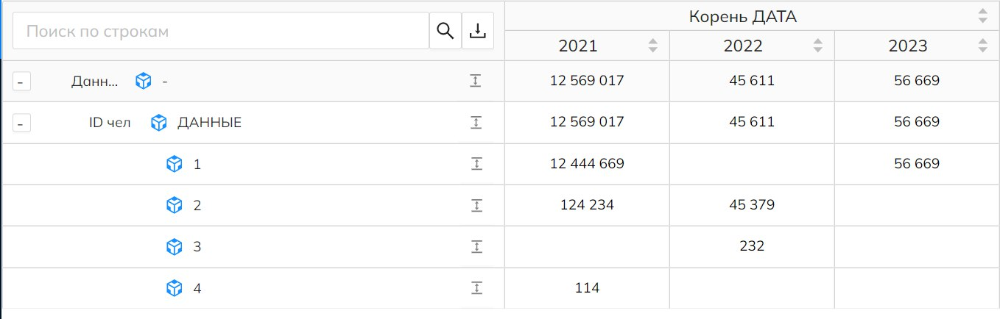 Поиск по строкам
Корень ДАТА
2021 2022 2023
- Данн... - 12 569 017 45 611 56 669
- ID чел ДАННЫЕ 12 569 017 45 611 56 669
1 12 444 669 56 669
2 124 234 45 379
3 232
4 114